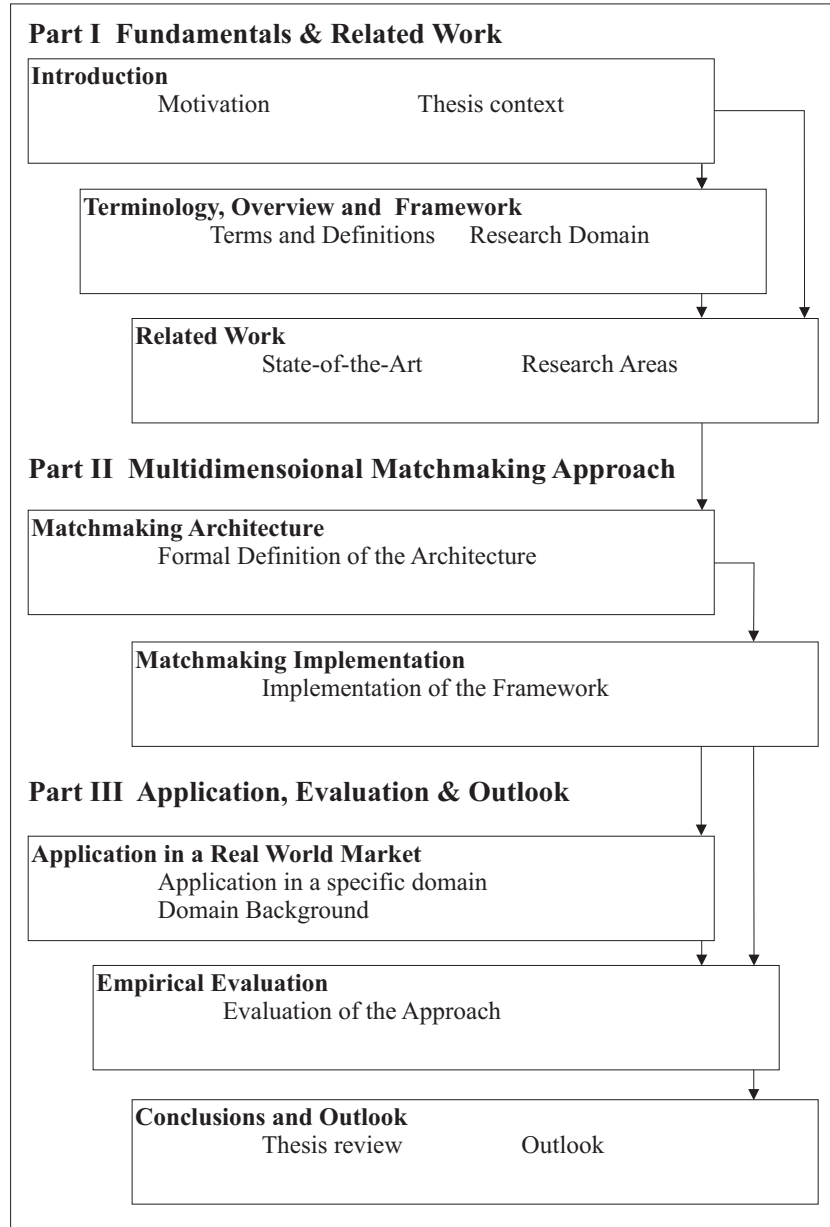 Part I  Fundamentals & Related Work
Introduction
Motivation Thesis context
Terminology, Overview and  Framework
Terms and Definitions Research Domain
Related Work
State-of-the-Art Research Areas
Part II  Multidimensoional Matchmaking Approach
Matchmaking Architecture
Formal Definition of the Architecture
Matchmaking Implementation
Implementation of the Framework
Part III  Application, Evaluation & Outlook
Application in a Real World Market
Application in a specific domain
Domain Background
Empirical Evaluation
Evaluation of the Approach
Conclusions and Outlook
Thesis review Outlook